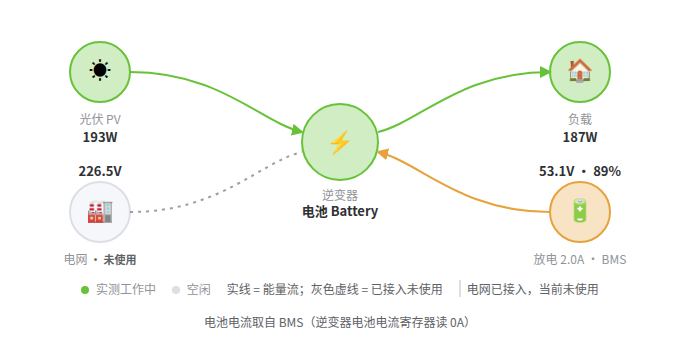 光伏 PV
193W
负载
187W
226.5V
53.1V · 89%
逆变器
电池 Battery
电网 · 未使用
放电 2.0A · BMS
实测工作中 空闲 实线 = 能量流；灰色虚线 = 已接入未使用 电网已接入，当前未使用
电池电流取自 BMS（逆变器电池电流寄存器读 0A）